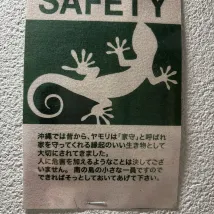 SAFETY
沖縄では昔から、ヤモリは「家守」と呼ばれ
家を守ってくれる縁起のいい生き物として
大切にされてきました。
人に危害を加えるようなことは決してござ
いません。南の島の小さな一員ですので
できればそっとしておいてあげて下さい。